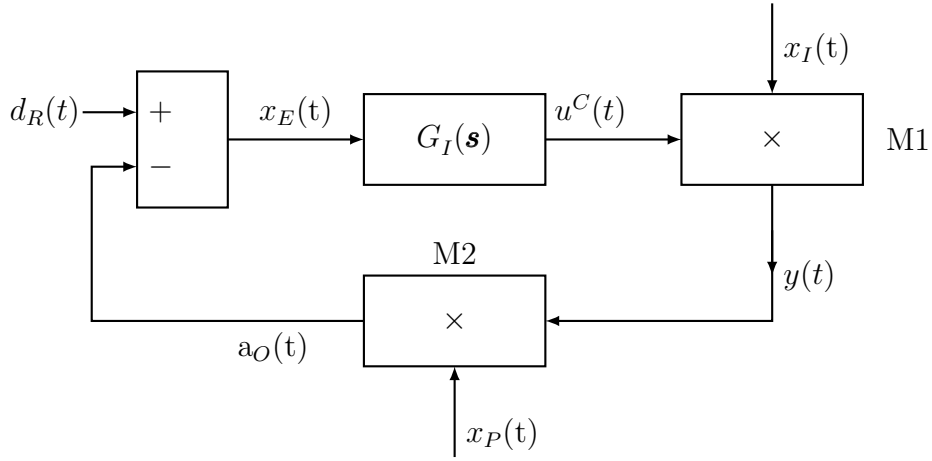 x_I(t)
d_R(t)
+
−
x_E(t)
G_I(s)
u^C(t)
×
M1
M2
y(t)
×
a_O(t)
x_P(t)